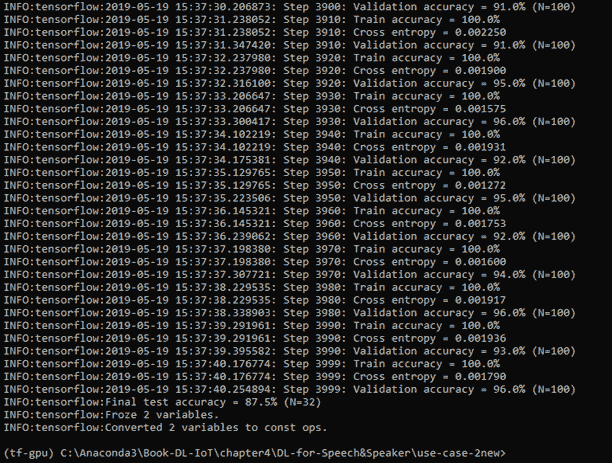 INFO:tensorflow:2019-05-19 15:37:30.206873: Step 3900: Validation accuracy = 91.0% (N=100)
INFO:tensorflow:2019-05-19 15:37:31.238052: Step 3910: Train accuracy = 100.0%
INFO:tensorflow:2019-05-19 15:37:31.238052: Step 3910: Cross entropy = 0.002250
INFO:tensorflow:2019-05-19 15:37:31.347420: Step 3910: Validation accuracy = 91.0% (N=100)
INFO:tensorflow:2019-05-19 15:37:32.237980: Step 3920: Train accuracy = 100.0%
INFO:tensorflow:2019-05-19 15:37:32.237980: Step 3920: Cross entropy = 0.001900
INFO:tensorflow:2019-05-19 15:37:32.316100: Step 3920: Validation accuracy = 95.0% (N=100)
INFO:tensorflow:2019-05-19 15:37:33.206647: Step 3930: Train accuracy = 100.0%
INFO:tensorflow:2019-05-19 15:37:33.206647: Step 3930: Cross entropy = 0.001575
INFO:tensorflow:2019-05-19 15:37:33.300417: Step 3930: Validation accuracy = 96.0% (N=100)
INFO:tensorflow:2019-05-19 15:37:34.102219: Step 3940: Train accuracy = 100.0%
INFO:tensorflow:2019-05-19 15:37:34.102219: Step 3940: Cross entropy = 0.001931
INFO:tensorflow:2019-05-19 15:37:34.175381: Step 3940: Validation accuracy = 92.0% (N=100)
INFO:tensorflow:2019-05-19 15:37:35.129765: Step 3950: Train accuracy = 100.0%
INFO:tensorflow:2019-05-19 15:37:35.129765: Step 3950: Cross entropy = 0.001272
INFO:tensorflow:2019-05-19 15:37:35.223506: Step 3950: Validation accuracy = 95.0% (N=100)
INFO:tensorflow:2019-05-19 15:37:36.145321: Step 3960: Train accuracy = 100.0%
INFO:tensorflow:2019-05-19 15:37:36.145321: Step 3960: Cross entropy = 0.001753
INFO:tensorflow:2019-05-19 15:37:36.239062: Step 3960: Validation accuracy = 92.0% (N=100)
INFO:tensorflow:2019-05-19 15:37:37.198380: Step 3970: Train accuracy = 100.0%
INFO:tensorflow:2019-05-19 15:37:37.198380: Step 3970: Cross entropy = 0.001600
INFO:tensorflow:2019-05-19 15:37:37.307721: Step 3970: Validation accuracy = 94.0% (N=100)
INFO:tensorflow:2019-05-19 15:37:38.229535: Step 3980: Train accuracy = 100.0%
INFO:tensorflow:2019-05-19 15:37:38.229535: Step 3980: Cross entropy = 0.001917
INFO:tensorflow:2019-05-19 15:37:38.338903: Step 3980: Validation accuracy = 96.0% (N=100)
INFO:tensorflow:2019-05-19 15:37:39.291961: Step 3990: Train accuracy = 100.0%
INFO:tensorflow:2019-05-19 15:37:39.291961: Step 3990: Cross entropy = 0.001936
INFO:tensorflow:2019-05-19 15:37:39.395582: Step 3990: Validation accuracy = 93.0% (N=100)
INFO:tensorflow:2019-05-19 15:37:40.176774: Step 3999: Train accuracy = 100.0%
INFO:tensorflow:2019-05-19 15:37:40.176774: Step 3999: Cross entropy = 0.001790
INFO:tensorflow:2019-05-19 15:37:40.254894: Step 3999: Validation accuracy = 96.0% (N=100)
INFO:tensorflow:Final test accuracy = 87.5% (N=32)
INFO:tensorflow:Froze 2 variables.
INFO:tensorflow:Converted 2 variables to const ops.
(tf-gpu) C:\Anaconda3\Book-DL-IoT\chapter4\DL-for-Speech&Speaker\use-case-2new>